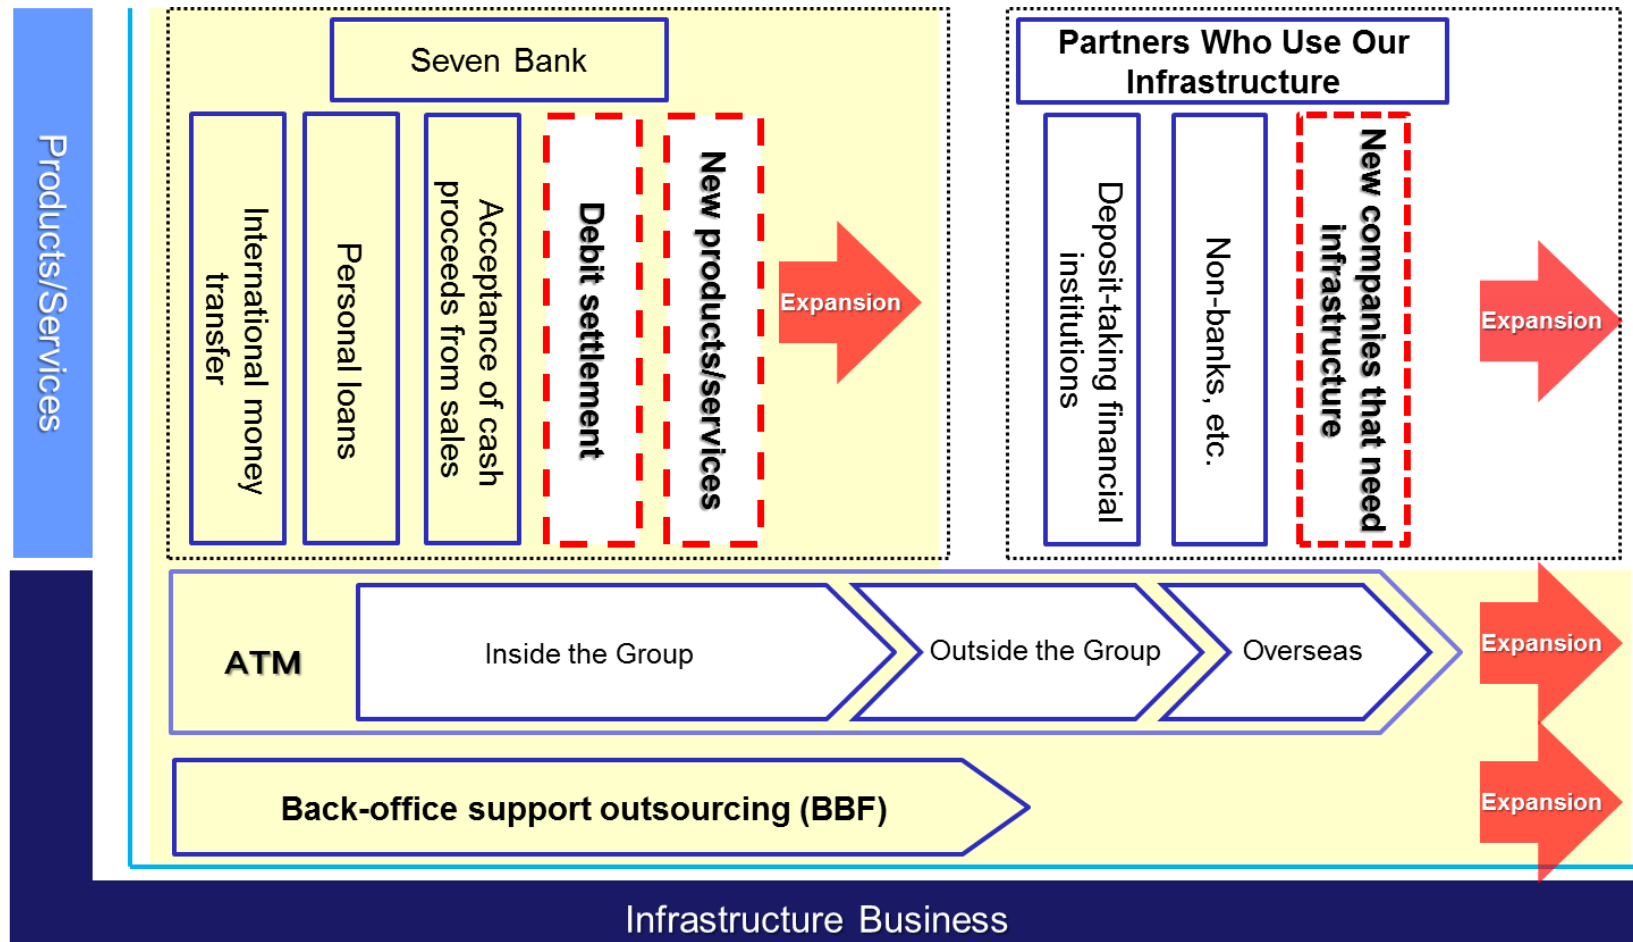 Products/Services
Seven Bank
International money
transfer
Personal loans
Acceptance of cash
proceeds from sales
Debit settlement
New products/services
Expansion
Partners Who Use Our
Infrastructure
Deposit-taking financial
institutions
Non-banks, etc.
New companies that need
infrastructure
Expansion
ATM
Inside the Group
Outside the Group
Overseas
Expansion
Back-office support outsourcing (BBF)
Expansion
Infrastructure Business